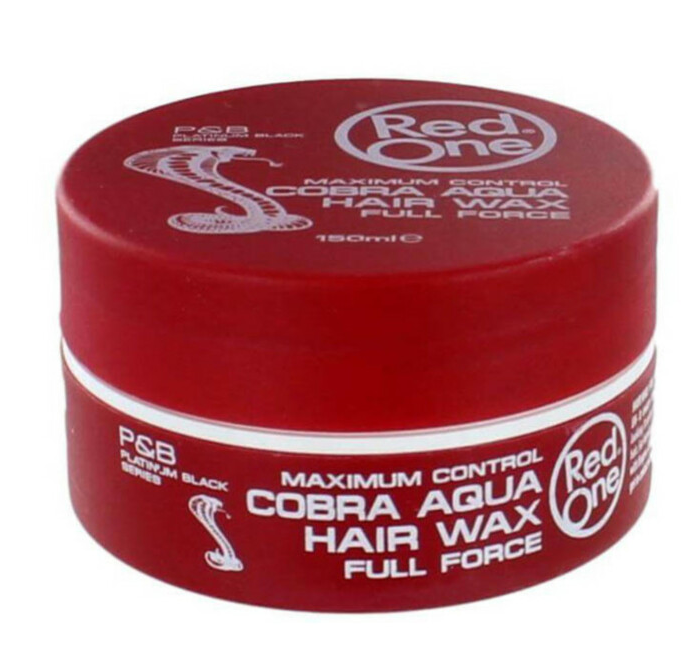 P&B
PLATINUM BLACK
SERIES
Red
One
MAXIMUM CONTROL
COBRA AQUA
HAIR WAX
FULL FORCE
150ml e
P&B
PLATINUM BLACK
SERIES
MAXIMUM CONTROL
COBRA AQUA
HAIR WAX
FULL FORCE
Red
One